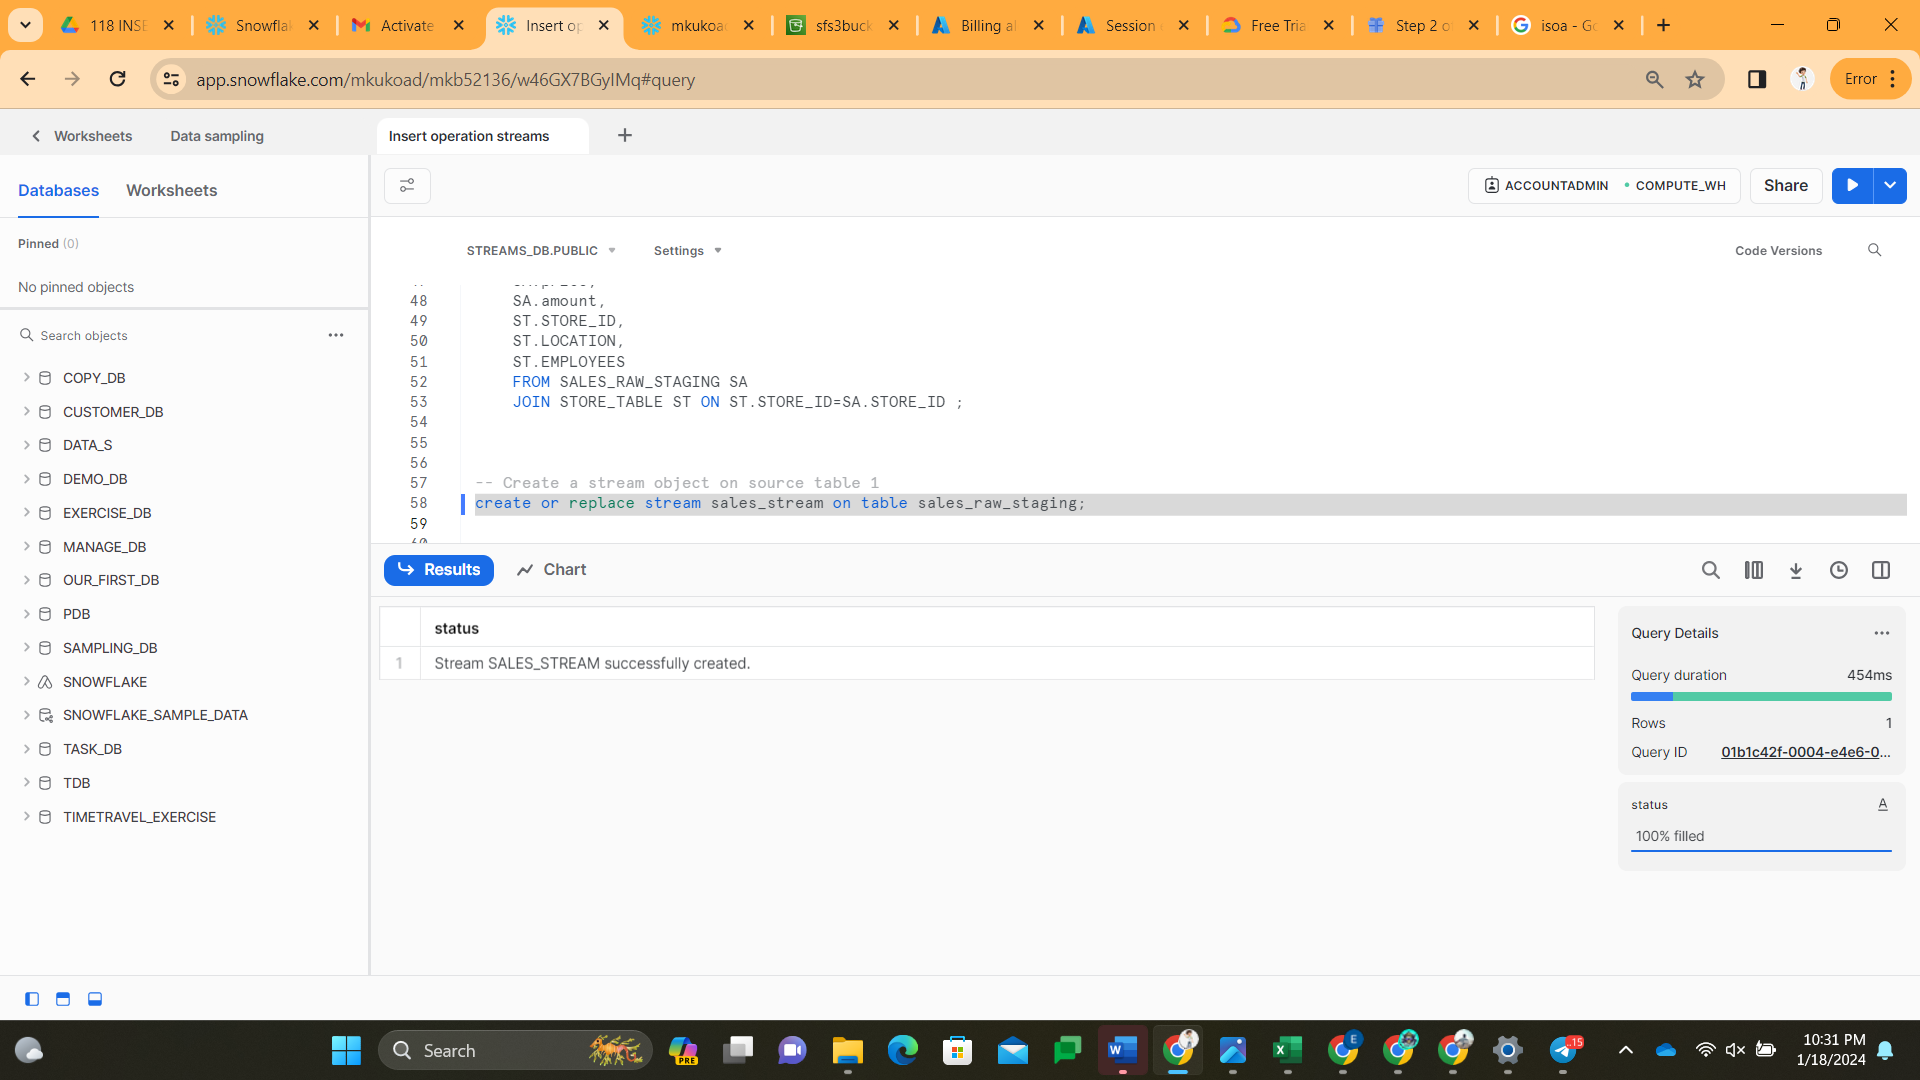 118 INSE
Snowflak
Activate
Insert op
mkukoad
sfs3buck
Billing al
Session
Free Tria
Step 2 o
isoa - Go
app.snowflake.com/mkukoad/mkb52136/w46GX7BGyIMq#query
Error
Worksheets
Data sampling
Insert operation streams
Databases
Worksheets
ACCOUNTADMIN
COMPUTE_WH
Share
Pinned (0)
No pinned objects
Search objects
COPY_DB
CUSTOMER_DB
DATA_S
DEMO_DB
EXERCISE_DB
MANAGE_DB
OUR_FIRST_DB
PDB
SAMPLING_DB
SNOWFLAKE
SNOWFLAKE_SAMPLE_DATA
TASK_DB
TDB
TIMETRAVEL_EXERCISE
STREAMS_DB.PUBLIC
Settings
Code Versions
48 SA.amount,
49 ST.STORE_ID,
50 ST.LOCATION,
51 ST.EMPLOYEES
52 FROM SALES_RAW_STAGING SA
53 JOIN STORE_TABLE ST ON ST.STORE_ID=SA.STORE_ID ;
54
55
56
57 -- Create a stream object on source table 1
58 create or replace stream sales_stream on table sales_raw_staging;
59
Results
Chart
status
1 Stream SALES_STREAM successfully created.
Query Details
Query duration 454ms
Rows 1
Query ID 01b1c42f-0004-e4e6-0...
status A
100% filled
Search
PRE
W
X
E
15
10:31 PM
1/18/2024